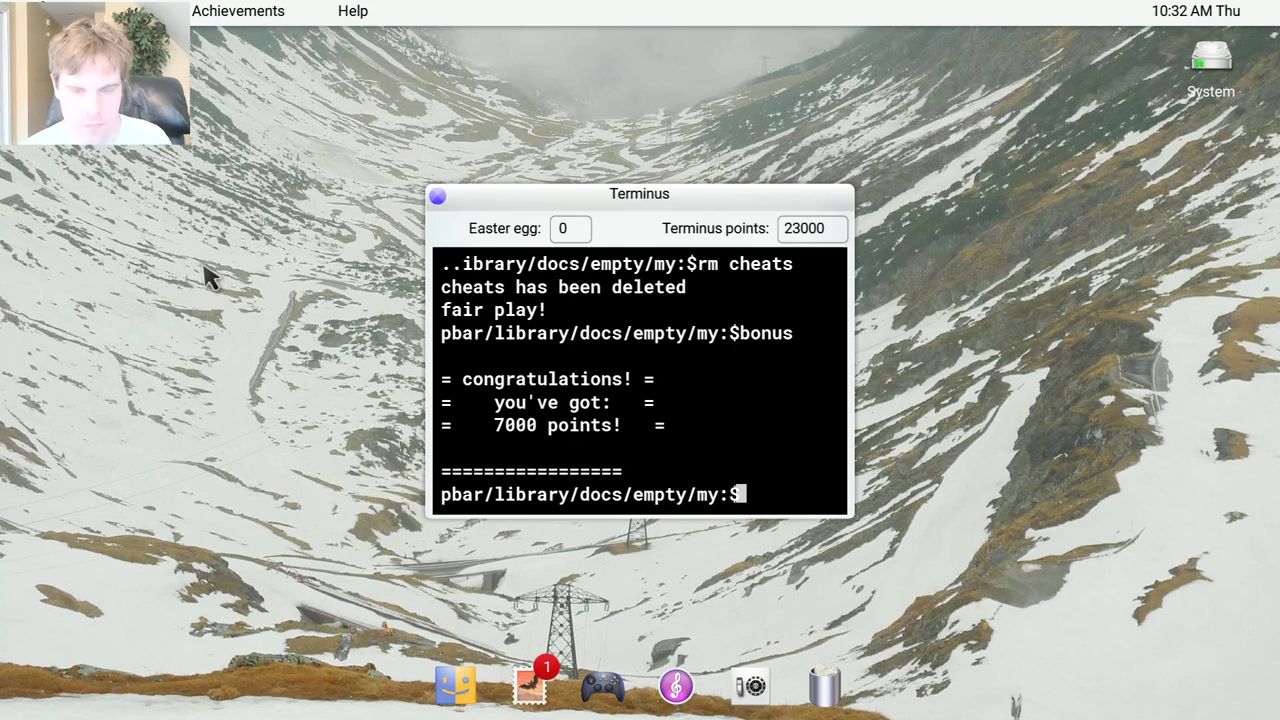 Achievements Help 10:32 AM Thu
System
Terminus
Easter egg: 0 Terminus points: 23000
..ibrary/docs/empty/my:$rm cheats
cheats has been deleted
fair play!
pbar/library/docs/empty/my:$bonus
= congratulations! =
= you've got: =
= 7000 points! =
=================
pbar/library/docs/empty/my:$
1